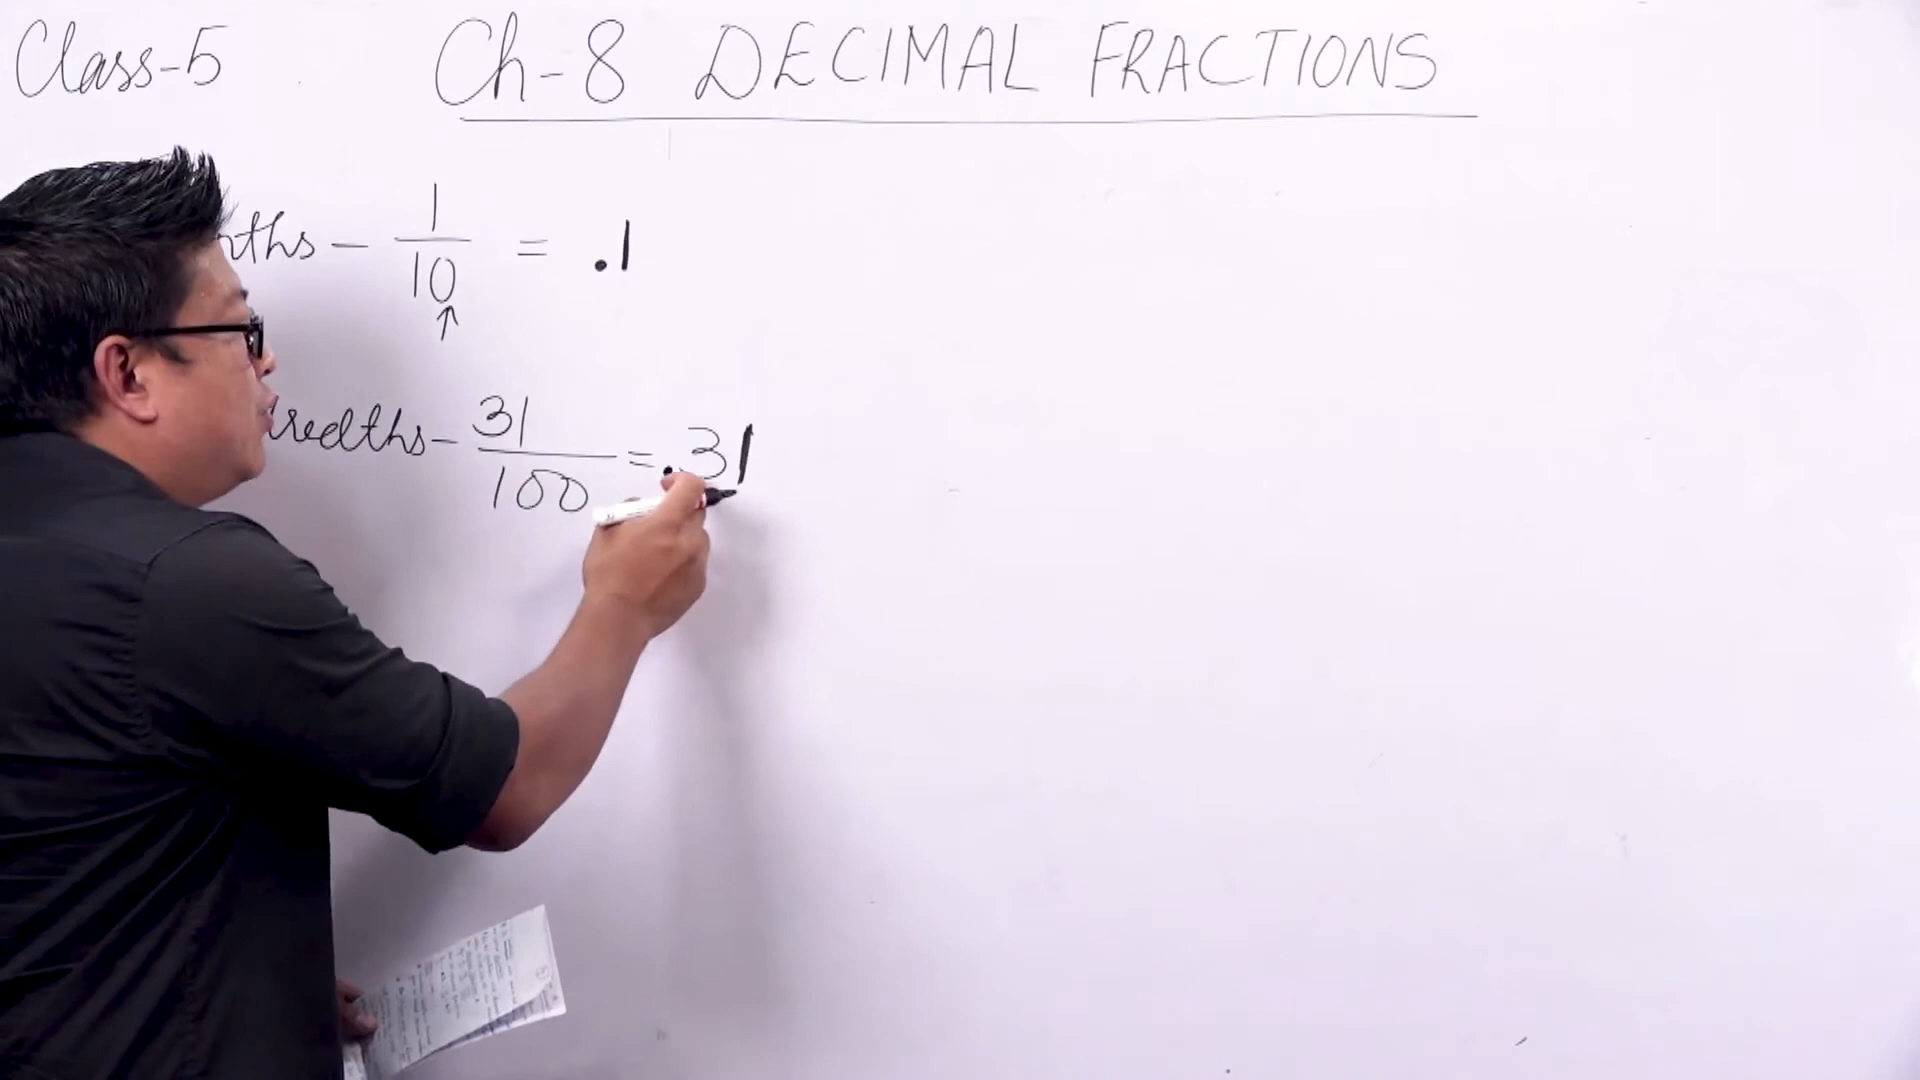 Class-5 Ch-8 DECIMAL FRACTIONS
nths - 1/10 = .1
↑
redths - 31/100 = .31